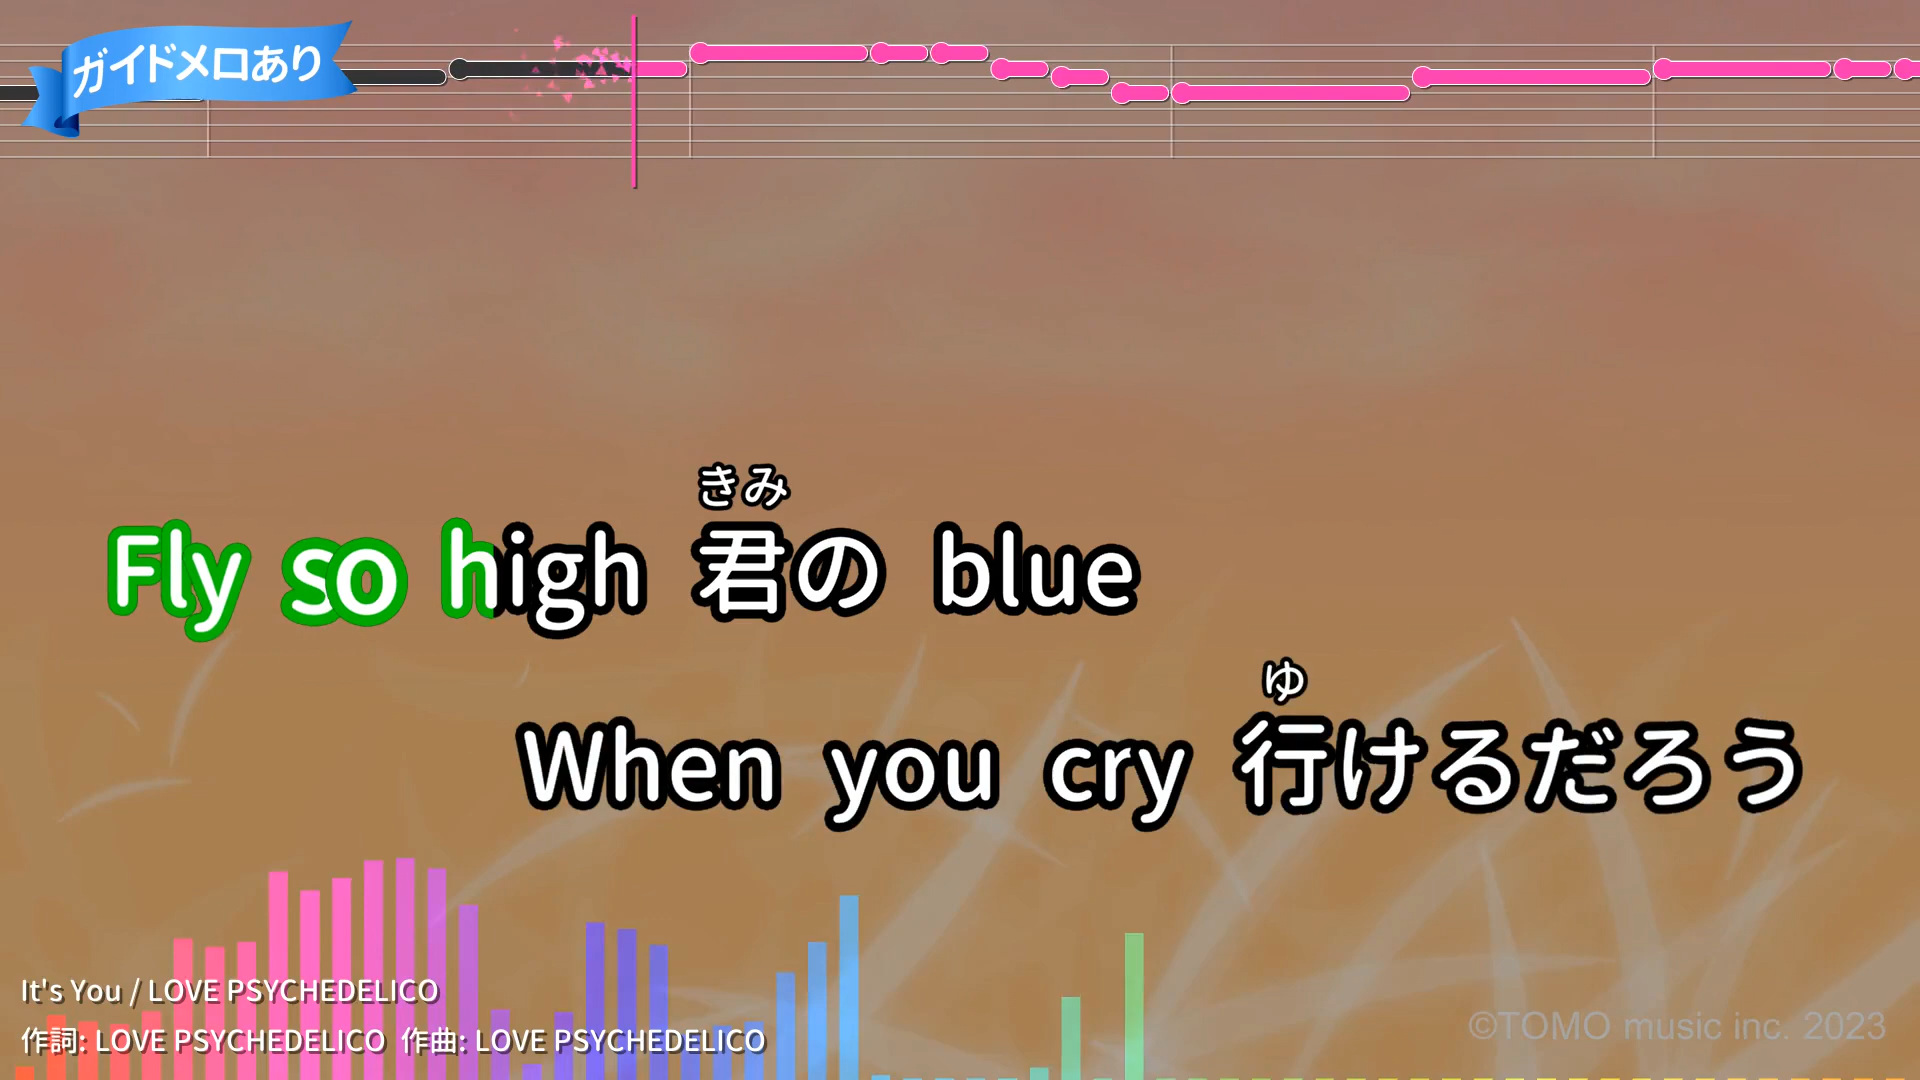 ガイドメロあり
きみ
Fly so high 君の blue
ゆ
When you cry 行けるだろう
It's You / LOVE PSYCHEDELICO
作詞: LOVE PSYCHEDELICO 作曲: LOVE PSYCHEDELICO
©TOMO music inc. 2023